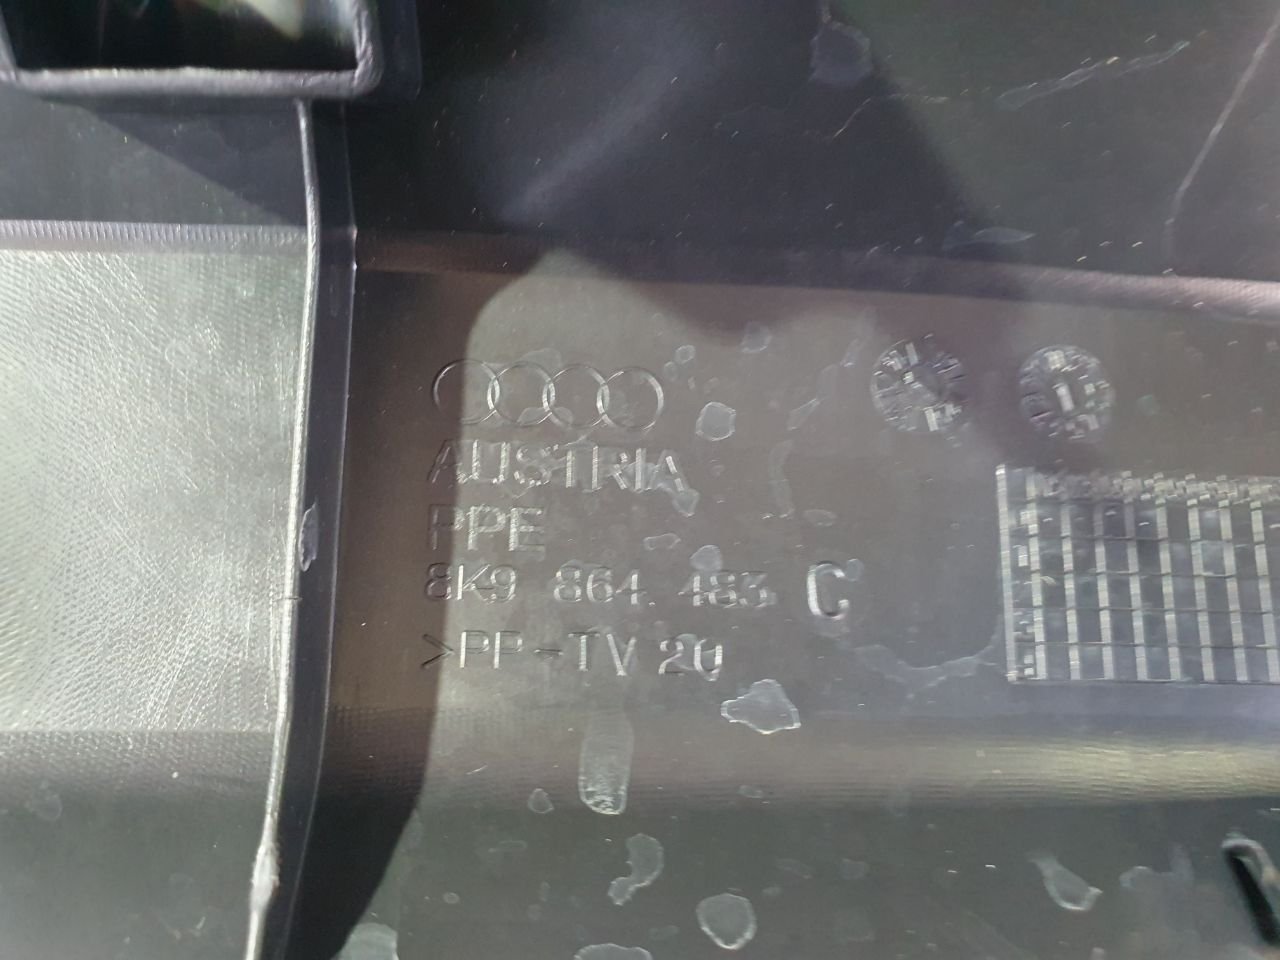 AUSTRIA
PPE
8K9 864 483 C
>PP-TV 20